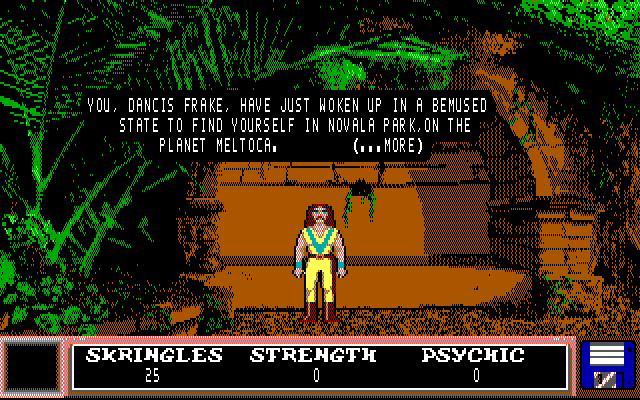 YOU, DANCIS FRAKE, HAVE JUST WOKEN UP IN A BEMUSED
STATE TO FIND YOURSELF IN NOVALA PARK,ON THE
PLANET MELTOCA. (...MORE)
SKRINGLES STRENGTH PSYCHIC
25 0 0